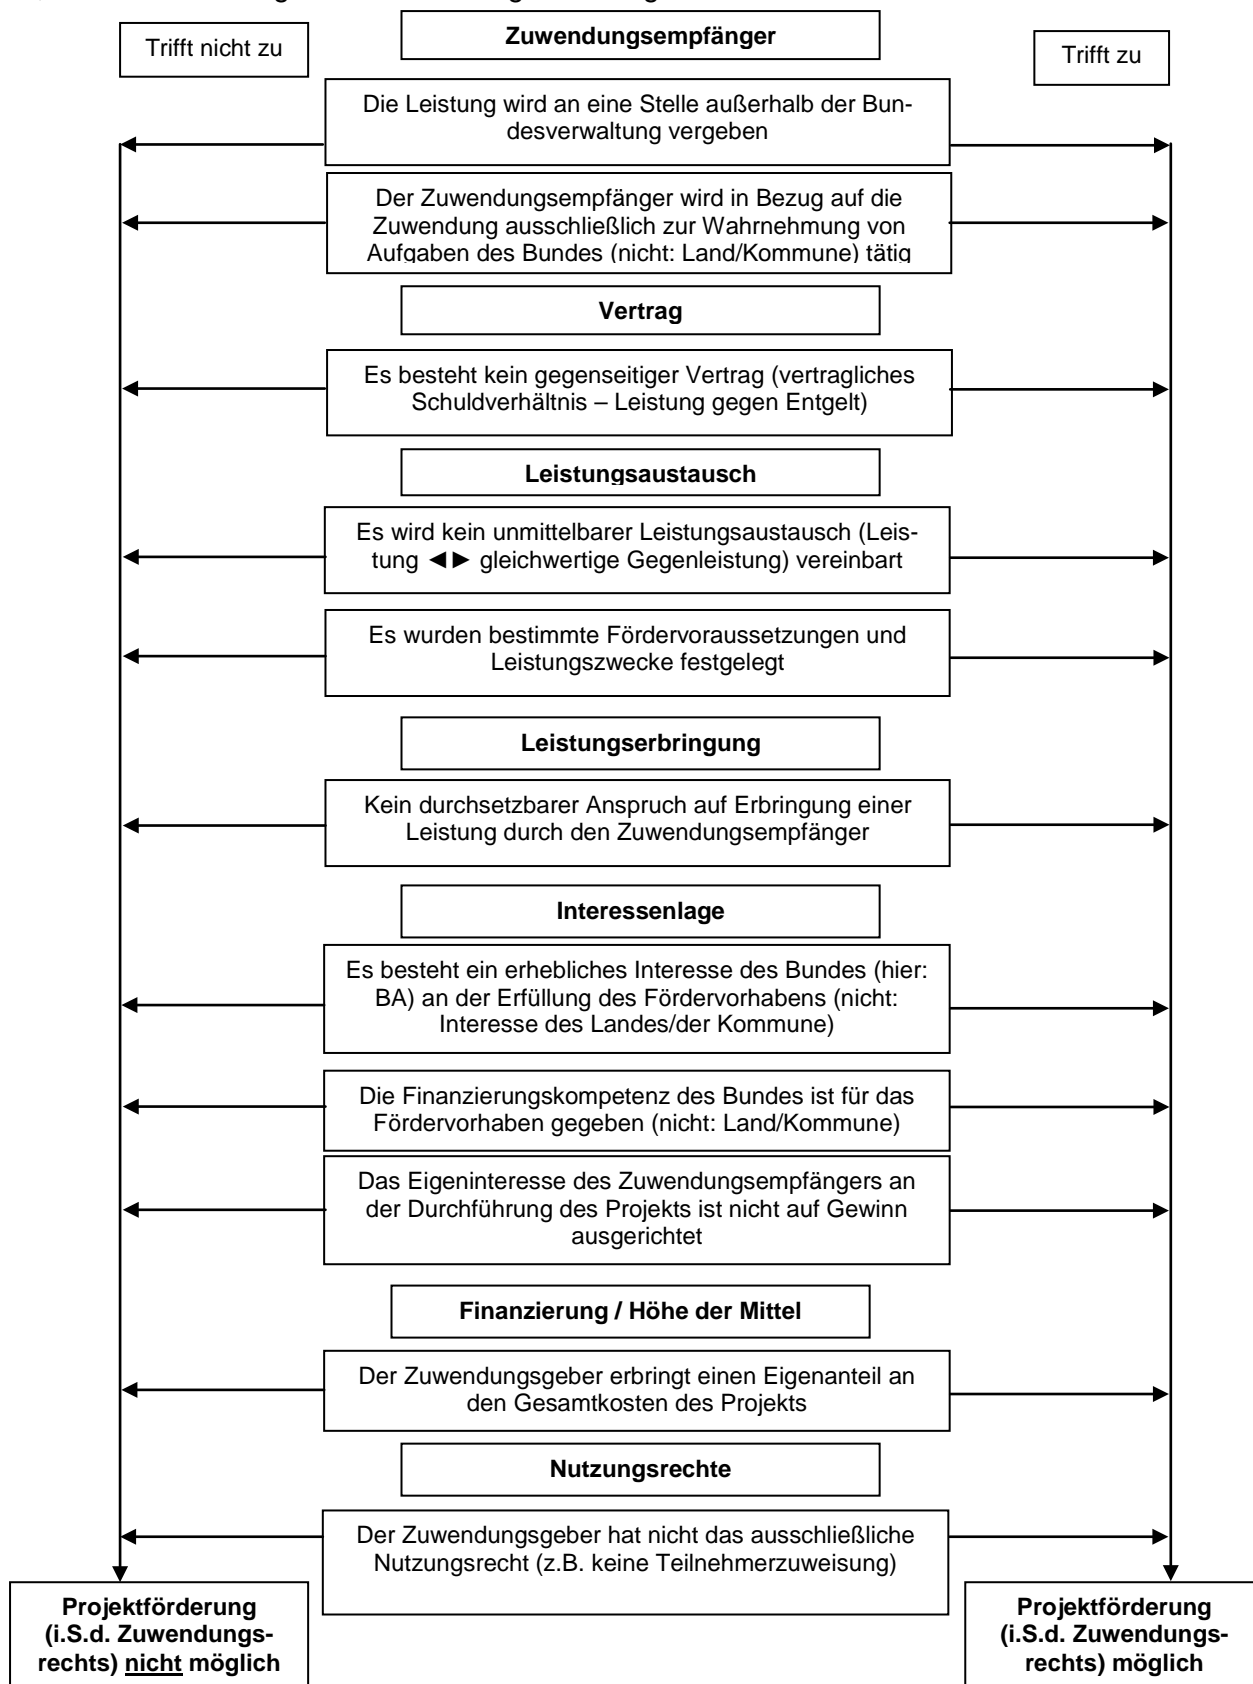 Trifft nicht zu
Zuwendungsempfänger
Trifft zu
Die Leistung wird an eine Stelle außerhalb der Bun-
desverwaltung vergeben
Der Zuwendungsempfänger wird in Bezug auf die
Zuwendung ausschließlich zur Wahrnehmung von
Aufgaben des Bundes (nicht: Land/Kommune) tätig
Vertrag
Es besteht kein gegenseitiger Vertrag (vertragliches
Schuldverhältnis – Leistung gegen Entgelt)
Leistungsaustausch
Es wird kein unmittelbarer Leistungsaustausch (Leis-
tung ◄► gleichwertige Gegenleistung) vereinbart
Es wurden bestimmte Fördervoraussetzungen und
Leistungszwecke festgelegt
Leistungserbringung
Kein durchsetzbarer Anspruch auf Erbringung einer
Leistung durch den Zuwendungsempfänger
Interessenlage
Es besteht ein erhebliches Interesse des Bundes (hier:
BA) an der Erfüllung des Fördervorhabens (nicht:
Interesse des Landes/der Kommune)
Die Finanzierungskompetenz des Bundes ist für das
Fördervorhaben gegeben (nicht: Land/Kommune)
Das Eigeninteresse des Zuwendungsempfängers an
der Durchführung des Projekts ist nicht auf Gewinn
ausgerichtet
Finanzierung / Höhe der Mittel
Der Zuwendungsgeber erbringt einen Eigenanteil an
den Gesamtkosten des Projekts
Nutzungsrechte
Der Zuwendungsgeber hat nicht das ausschließliche
Nutzungsrecht (z.B. keine Teilnehmerzuweisung)
Projektförderung
(i.S.d. Zuwendungs-
rechts) nicht möglich
Projektförderung
(i.S.d. Zuwendungs-
rechts) möglich